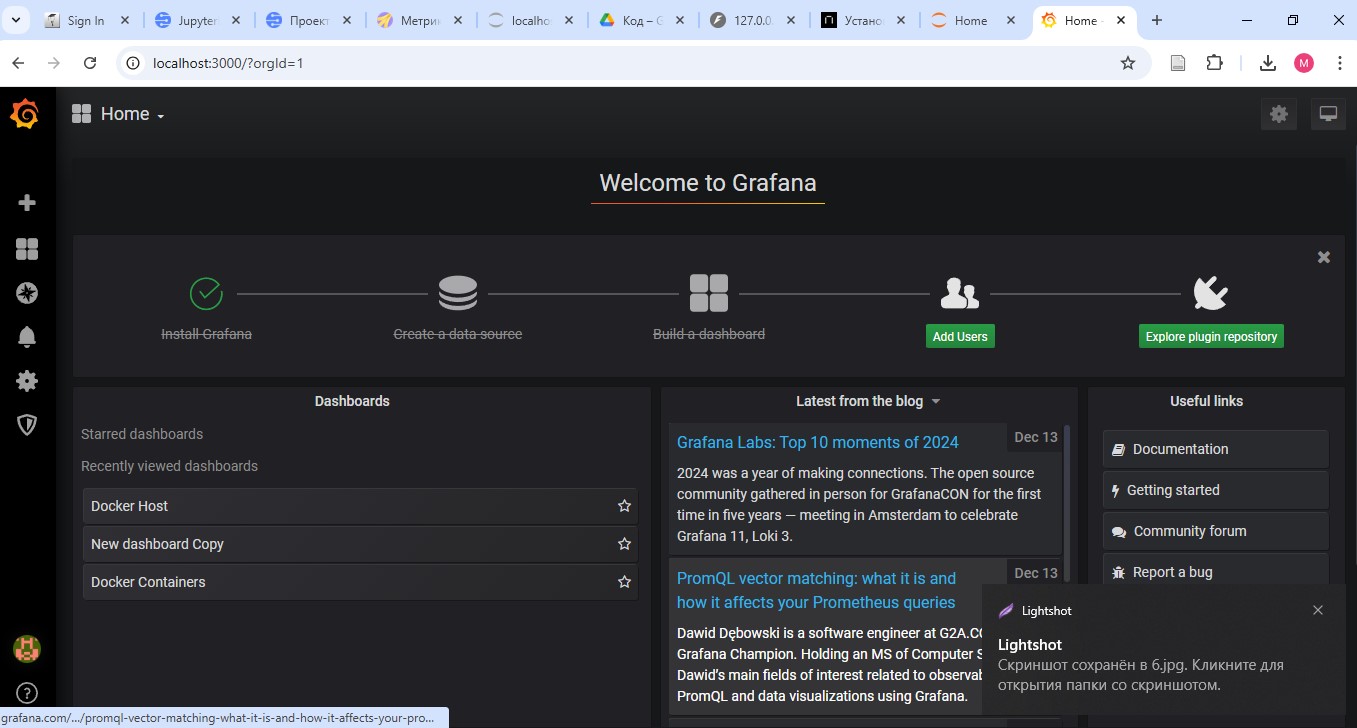 Sign In
Jupyter
Проект
Метри
localho
Код – G
127.0.0.
Устано
Home
Home -
localhost:3000/?orgId=1
M
Home
Welcome to Grafana
Install Grafana
Create a data source
Build a dashboard
Add Users
Explore plugin repository
Dashboards
Starred dashboards
Recently viewed dashboards
Docker Host
New dashboard Copy
Docker Containers
Latest from the blog
Grafana Labs: Top 10 moments of 2024
Dec 13
2024 was a year of making connections. The open source
community gathered in person for GrafanaCON for the first
time in five years — meeting in Amsterdam to celebrate
Grafana 11, Loki 3.
PromQL vector matching: what it is and
how it affects your Prometheus queries
Dec 13
Dawid Dębowski is a software engineer at G2A.CO
Grafana Champion. Holding an MS of Computer S
Dawid’s main fields of interest related to observab
PromQL and data visualizations using Grafana.
Useful links
Documentation
Getting started
Community forum
Report a bug
Lightshot
Lightshot
Скриншот сохранён в 6.jpg. Кликните для
открытия папки со скриншотом.
grafana.com/.../promql-vector-matching-what-it-is-and-how-it-affects-your-pro...